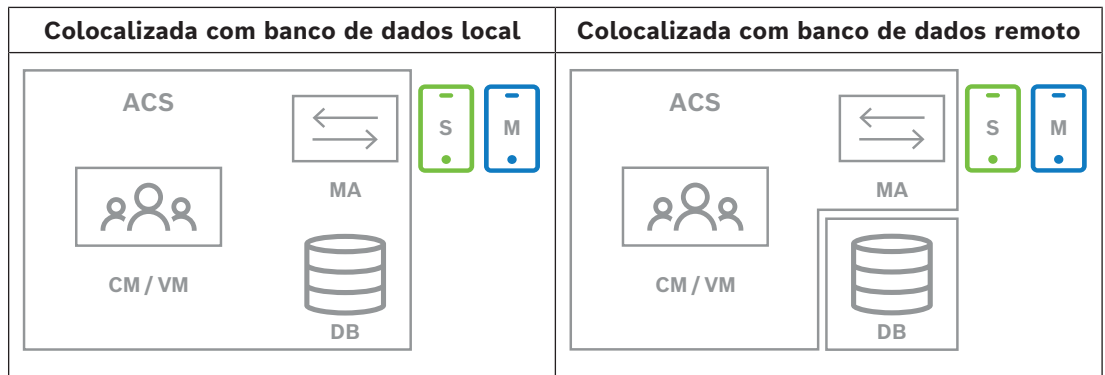 Colocalizada com banco de dados local
Colocalizada com banco de dados remoto
ACS
S
M
MA
CM / VM
DB
ACS
S
M
MA
CM / VM
DB